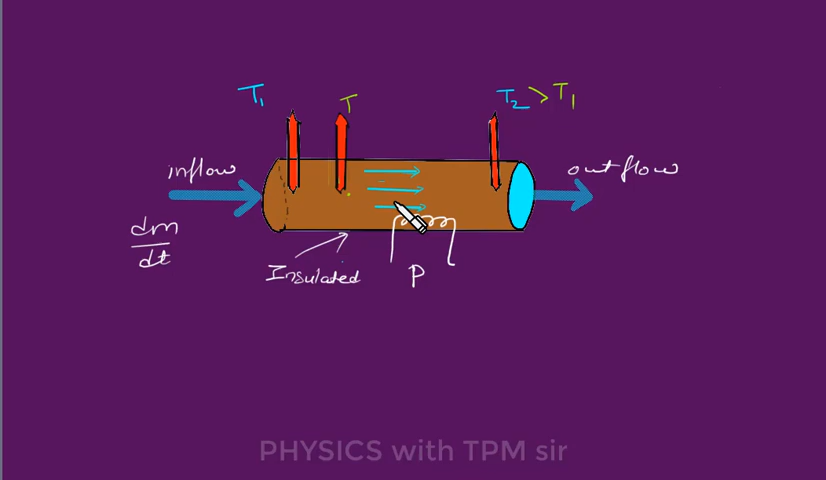 T1
T
T2 > T1
inflow
outflow
dm
dt
Insulated
P
PHYSICS with TPM sir